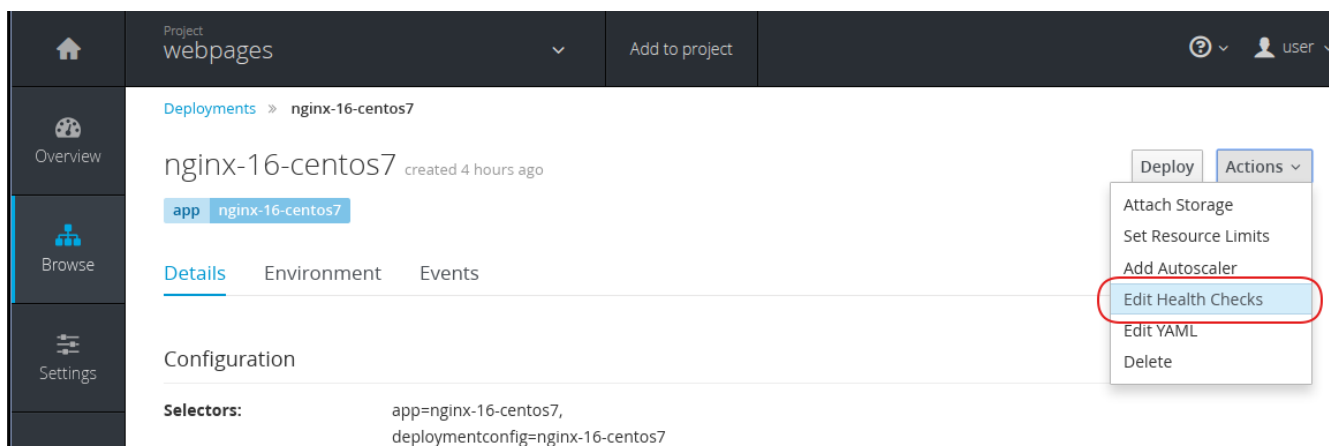 Project
webpages
Add to project
user
Overview
Browse
Settings
Deployments » nginx-16-centos7
nginx-16-centos7 created 4 hours ago
app nginx-16-centos7
Deploy Actions
Attach Storage
Set Resource Limits
Add Autoscaler
Edit Health Checks
Edit YAML
Delete
Details Environment Events
Configuration
Selectors: app=nginx-16-centos7,
deploymentconfig=nginx-16-centos7